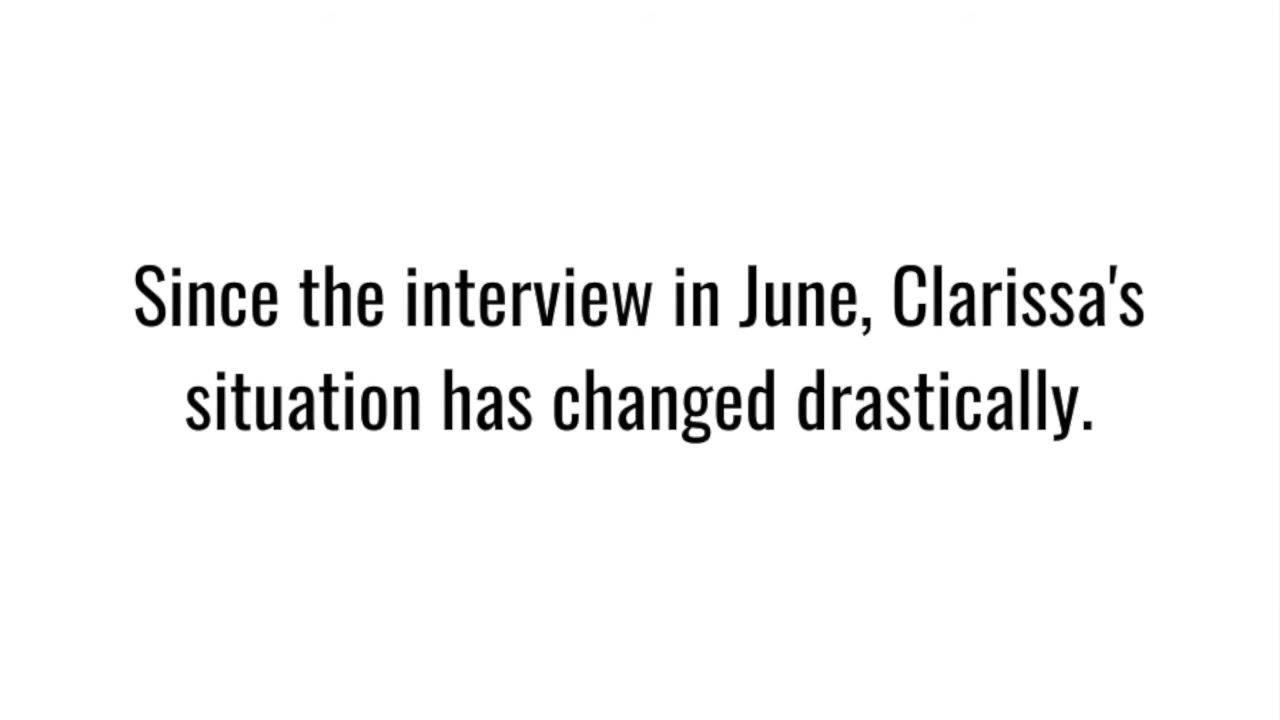 Since the interview in June, Clarissa's
situation has changed drastically.